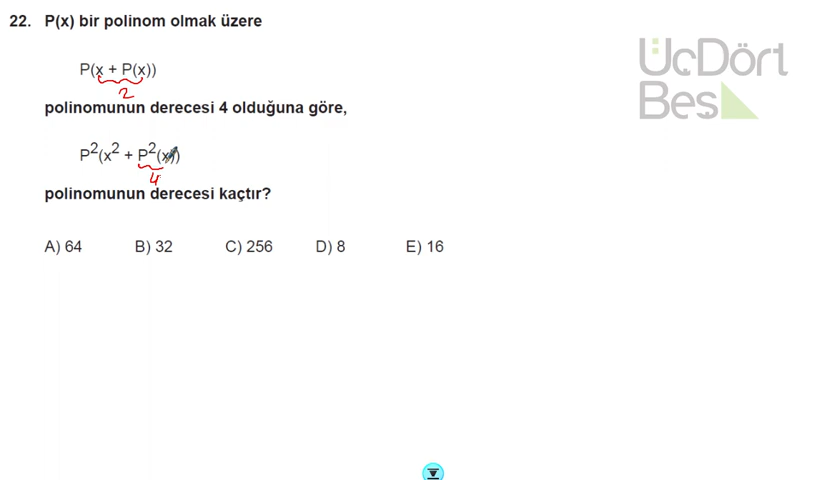 22. P(x) bir polinom olmak üzere
ÜçDört
Beş
P(x + P(x))
2
polinomunun derecesi 4 olduğuna göre,
P²(x² + P²(x))
4
polinomunun derecesi kaçtır?
A) 64 B) 32 C) 256 D) 8 E) 16